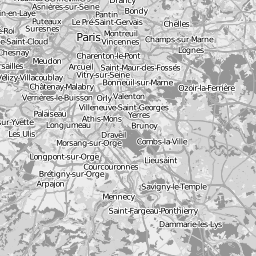 Drancy
Asnières-sur-Seine
Bondy
en-Laye
Pantin
Puteaux
Le Pré-Saint-Gervais
Chelles
Suresnes
Montreuil
Paris
Vincennes
Champs-sur-Marne
e-Saint-Cloud
Lognes
Chesnay
Charenton-le-Pont
Meudon
Arcueil
Saint-Maur-des-Fossés
Versailles
Vitry-sur-Seine
Vélizy-Villacoublay
Bonneuil-sur-Marne
Châtenay-Malabry
Ozoir-la-Ferrière
Verrières-le-Buisson
Orly
Valenton
Villeneuve-Saint-Georges
Palaiseau
Athis-Mons
Yerres
sur-Yvette
Longjumeau
Brunoy
Les Ulis
Draveil
Morsang-sur-Orge
Combs-la-Ville
Longpont-sur-Orge
Lieusaint
Courcouronnes
Brétigny-sur-Orge
Arpajon
Savigny-le-Temple
Mennecy
Saint-Fargeau-Ponthierry
Dammarie-les-Lys